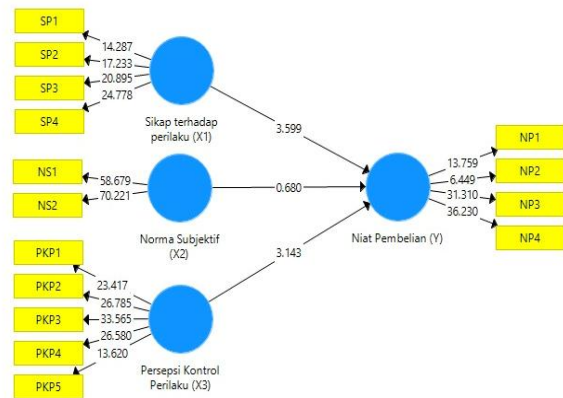 SP1
14.287
SP2
17.233
SP3
20.895
SP4
24.778
Sikap terhadap
perilaku (X1)
3.599
NS1
58.679
NS2
70.221
Norma Subjektif
(X2)
0.680
PKP1
23.417
PKP2
26.785
PKP3
33.565
PKP4
26.580
PKP5
13.620
Persepsi Kontrol
Perilaku (X3)
3.143
Niat Pembelian (Y)
13.759
NP1
6.449
NP2
31.310
NP3
36.230
NP4